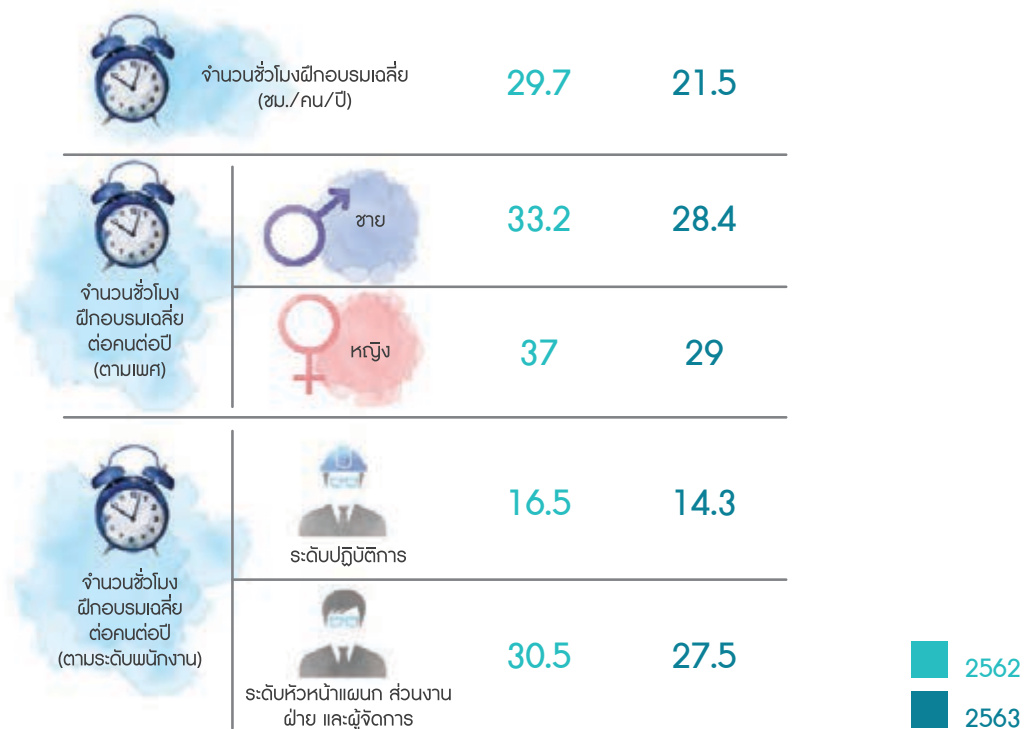 จำนวนชั่วโมงฝึกอบรมเฉลี่ย
(ชม./คน/ปี)
29.7
21.5
จำนวนชั่วโมง
ฝึกอบรมเฉลี่ย
ต่อคนต่อปี
(ตามเพศ)
ชาย
33.2
28.4
หญิง
37
29
จำนวนชั่วโมง
ฝึกอบรมเฉลี่ย
ต่อคนต่อปี
(ตามระดับพนักงาน)
ระดับปฏิบัติการ
16.5
14.3
ระดับหัวหน้าแผนก ส่วนงาน
ฝ่าย และผู้จัดการ
30.5
27.5
2562
2563